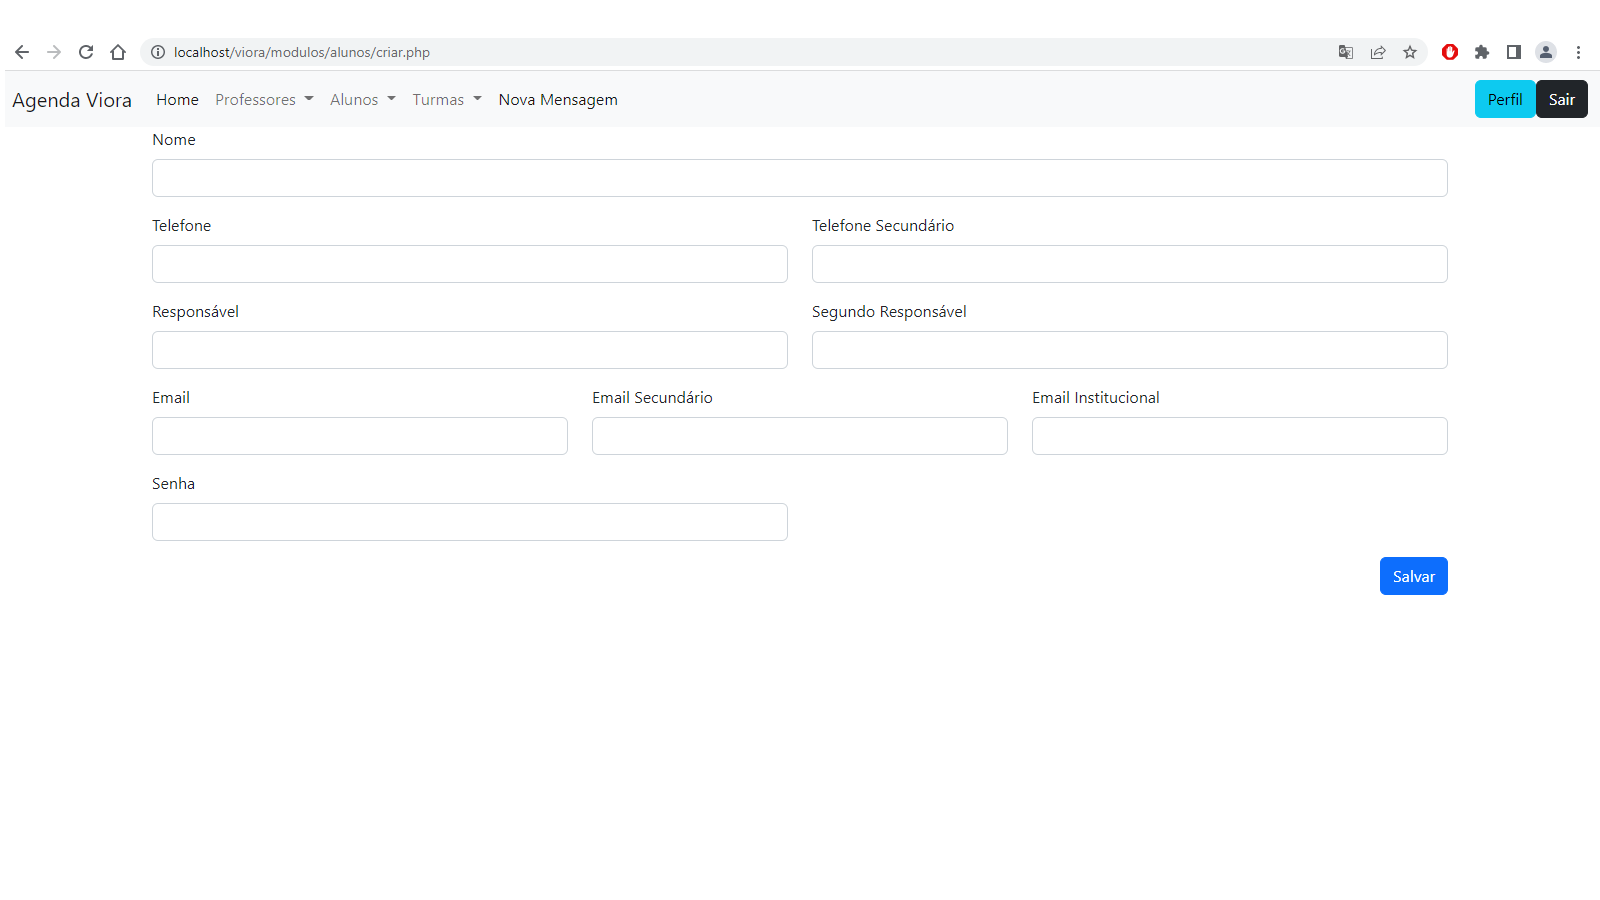 localhost/viora/modulos/alunos/criar.php
Agenda Viora Home Professores Alunos Turmas Nova Mensagem Perfil Sair
Nome
Telefone Telefone Secundário
Responsável Segundo Responsável
Email Email Secundário Email Institucional
Senha
Salvar